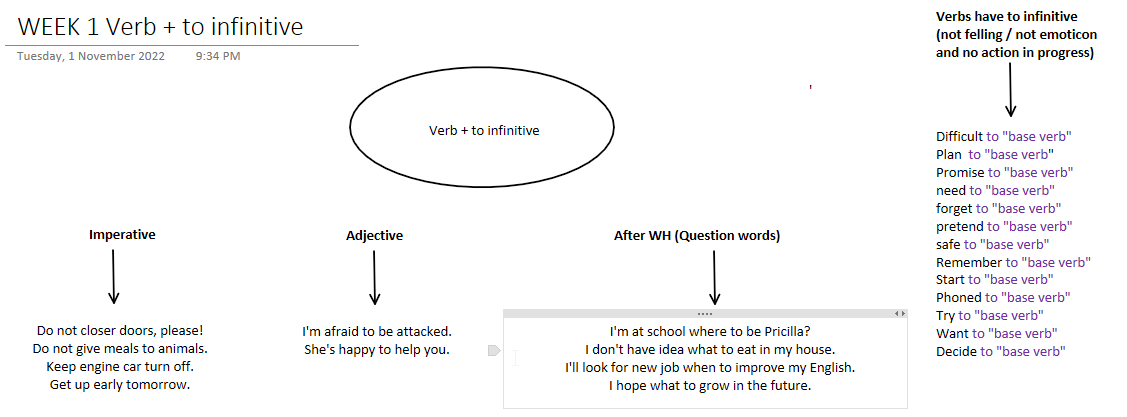 WEEK 1 Verb + to infinitive
Tuesday, 1 November 2022 9:34 PM
Verb + to infinitive
Imperative
Do not closer doors, please!
Do not give meals to animals.
Keep engine car turn off.
Get up early tomorrow.
Adjective
I'm afraid to be attacked.
She's happy to help you.
After WH (Question words)
I'm at school where to be Pricilla?
I don't have idea what to eat in my house.
I'll look for new job when to improve my English.
I hope what to grow in the future.
Verbs have to infinitive
(not felling / not emoticon
and no action in progress)
Difficult to "base verb"
Plan to "base verb"
Promise to "base verb"
need to "base verb"
forget to "base verb"
pretend to "base verb"
safe to "base verb"
Remember to "base verb"
Start to "base verb"
Phoned to "base verb"
Try to "base verb"
Want to "base verb"
Decide to "base verb"